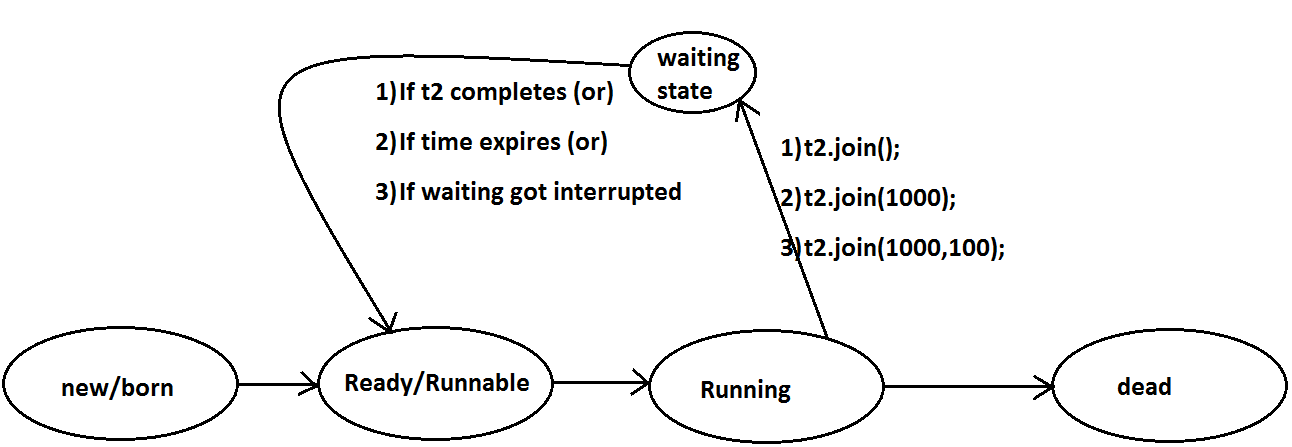 waiting
state
1)If t2 completes (or)
2)If time expires (or)
3)If waiting got interrupted
1)t2.join();
2)t2.join(1000);
3)t2.join(1000,100);
new/born
Ready/Runnable
Running
dead